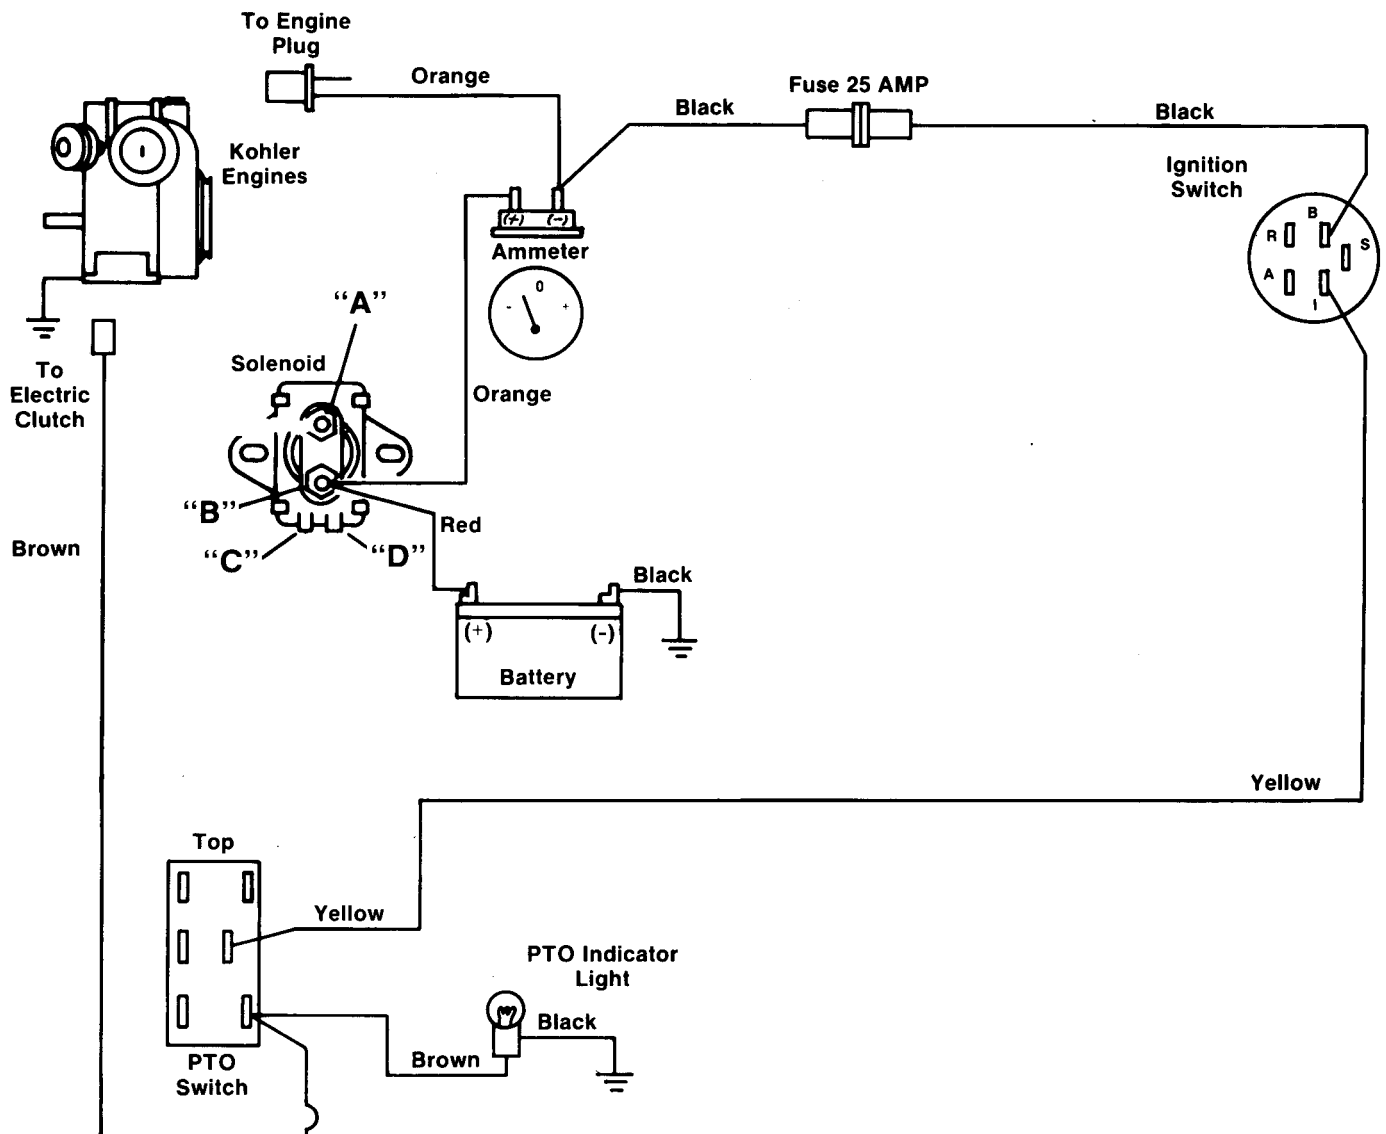 To Engine
Plug
Orange
Fuse 25 AMP
Black
Black
Kohler
Engines
Ignition
Switch
B
R
S
A
I
(+)
(-)
Ammeter
0
-
+
"A"
Solenoid
Orange
To
Electric
Clutch
"B"
Red
"C"
"D"
Brown
Black
(+)
(-)
Battery
Yellow
Top
Yellow
PTO Indicator
Light
Black
Brown
PTO
Switch